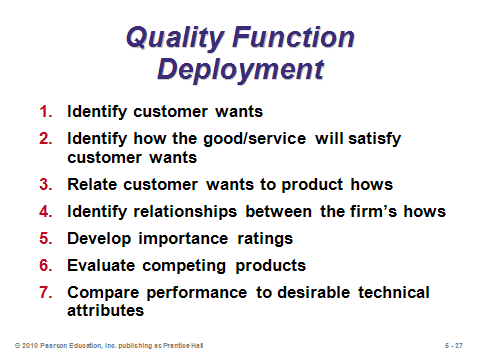 Quality Function
Deployment
1. Identify customer wants
2. Identify how the good/service will satisfy
customer wants
3. Relate customer wants to product hows
4. Identify relationships between the firm's hows
5. Develop importance ratings
6. Evaluate competing products
7. Compare performance to desirable technical
attributes
© 2010 Pearson Education, Inc. publishing as Prentice Hall
5 - 27